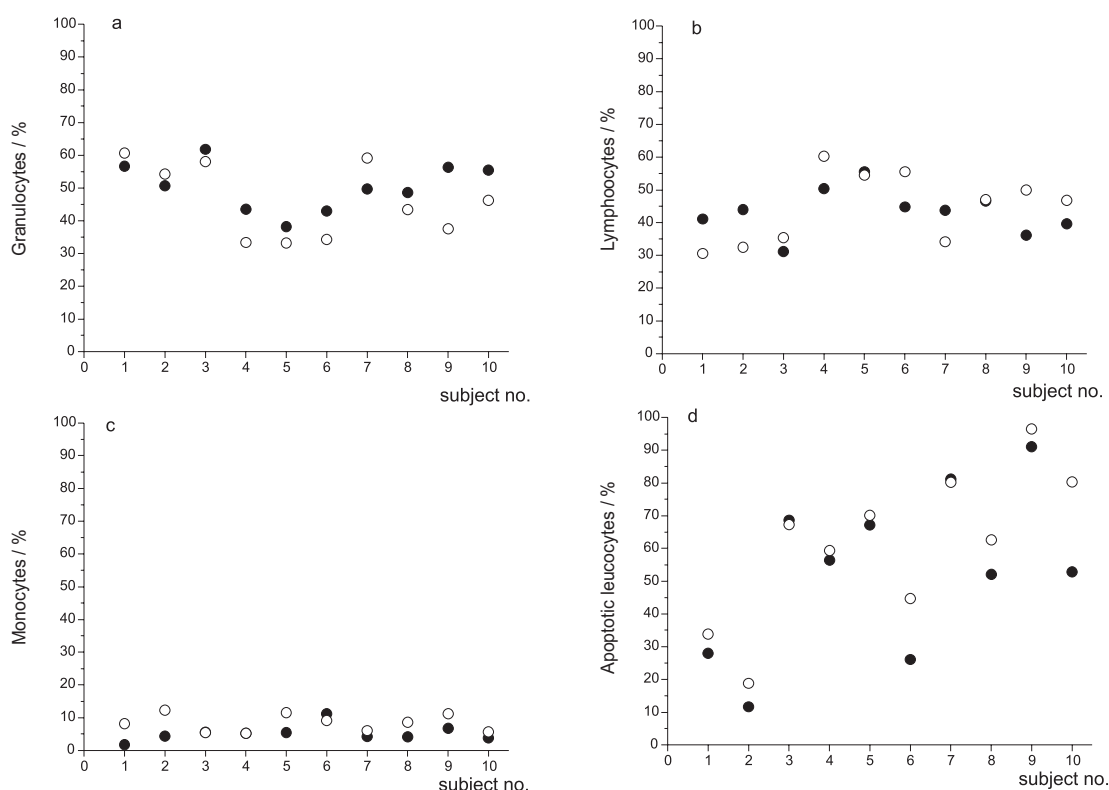 a
Granulocytes / %
100
90
80
70
60
50
40
30
20
10
0
0 1 2 3 4 5 6 7 8 9 10
subject no.
b
Lymphoocytes / %
100
90
80
70
60
50
40
30
20
10
0
0 1 2 3 4 5 6 7 8 9 10
subject no.
c
Monocytes / %
100
90
80
70
60
50
40
30
20
10
0
0 1 2 3 4 5 6 7 8 9 10
subject no.
d
Apoptotic leucocytes / %
100
90
80
70
60
50
40
30
20
10
0
0 1 2 3 4 5 6 7 8 9 10
subject no.